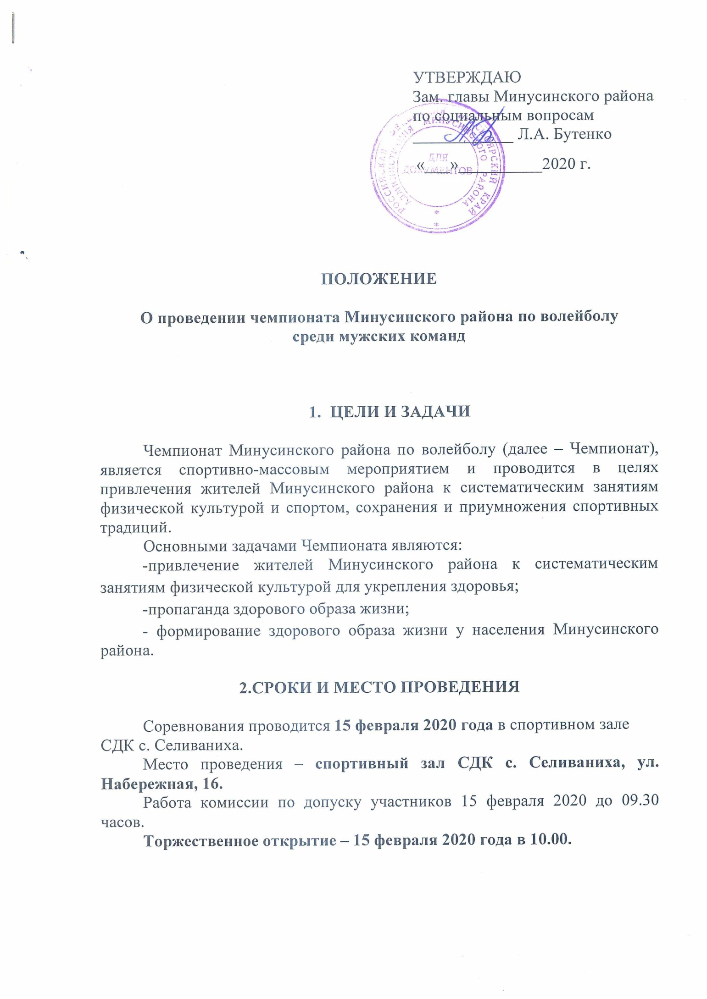 УТВЕРЖДАЮ
Зам. главы Минусинского района
по социальным вопросам
____________ Л.А. Бутенко
«___»__________2020 г.
РОССИЙСКАЯ КРАСНОЯРСКИЙ КРАЙ
АДМИНИСТРАЦИЯ МИНУСИНСКОГО РАЙОНА
ДЛЯ
ДОКУМЕНТОВ
ПОЛОЖЕНИЕ
О проведении чемпионата Минусинского района по волейболу
среди мужских команд
1. ЦЕЛИ И ЗАДАЧИ
Чемпионат Минусинского района по волейболу (далее – Чемпионат),
является спортивно-массовым мероприятием и проводится в целях
привлечения жителей Минусинского района к систематическим занятиям
физической культурой и спортом, сохранения и приумножения спортивных
традиций.
Основными задачами Чемпионата являются:
-привлечение жителей Минусинского района к систематическим
занятиям физической культурой для укрепления здоровья;
-пропаганда здорового образа жизни;
- формирование здорового образа жизни у населения Минусинского
района.
2.СРОКИ И МЕСТО ПРОВЕДЕНИЯ
Соревнования проводится 15 февраля 2020 года в спортивном зале
СДК с. Селиваниха.
Место проведения – спортивный зал СДК с. Селиваниха, ул.
Набережная, 16.
Работа комиссии по допуску участников 15 февраля 2020 до 09.30
часов.
Торжественное открытие – 15 февраля 2020 года в 10.00.